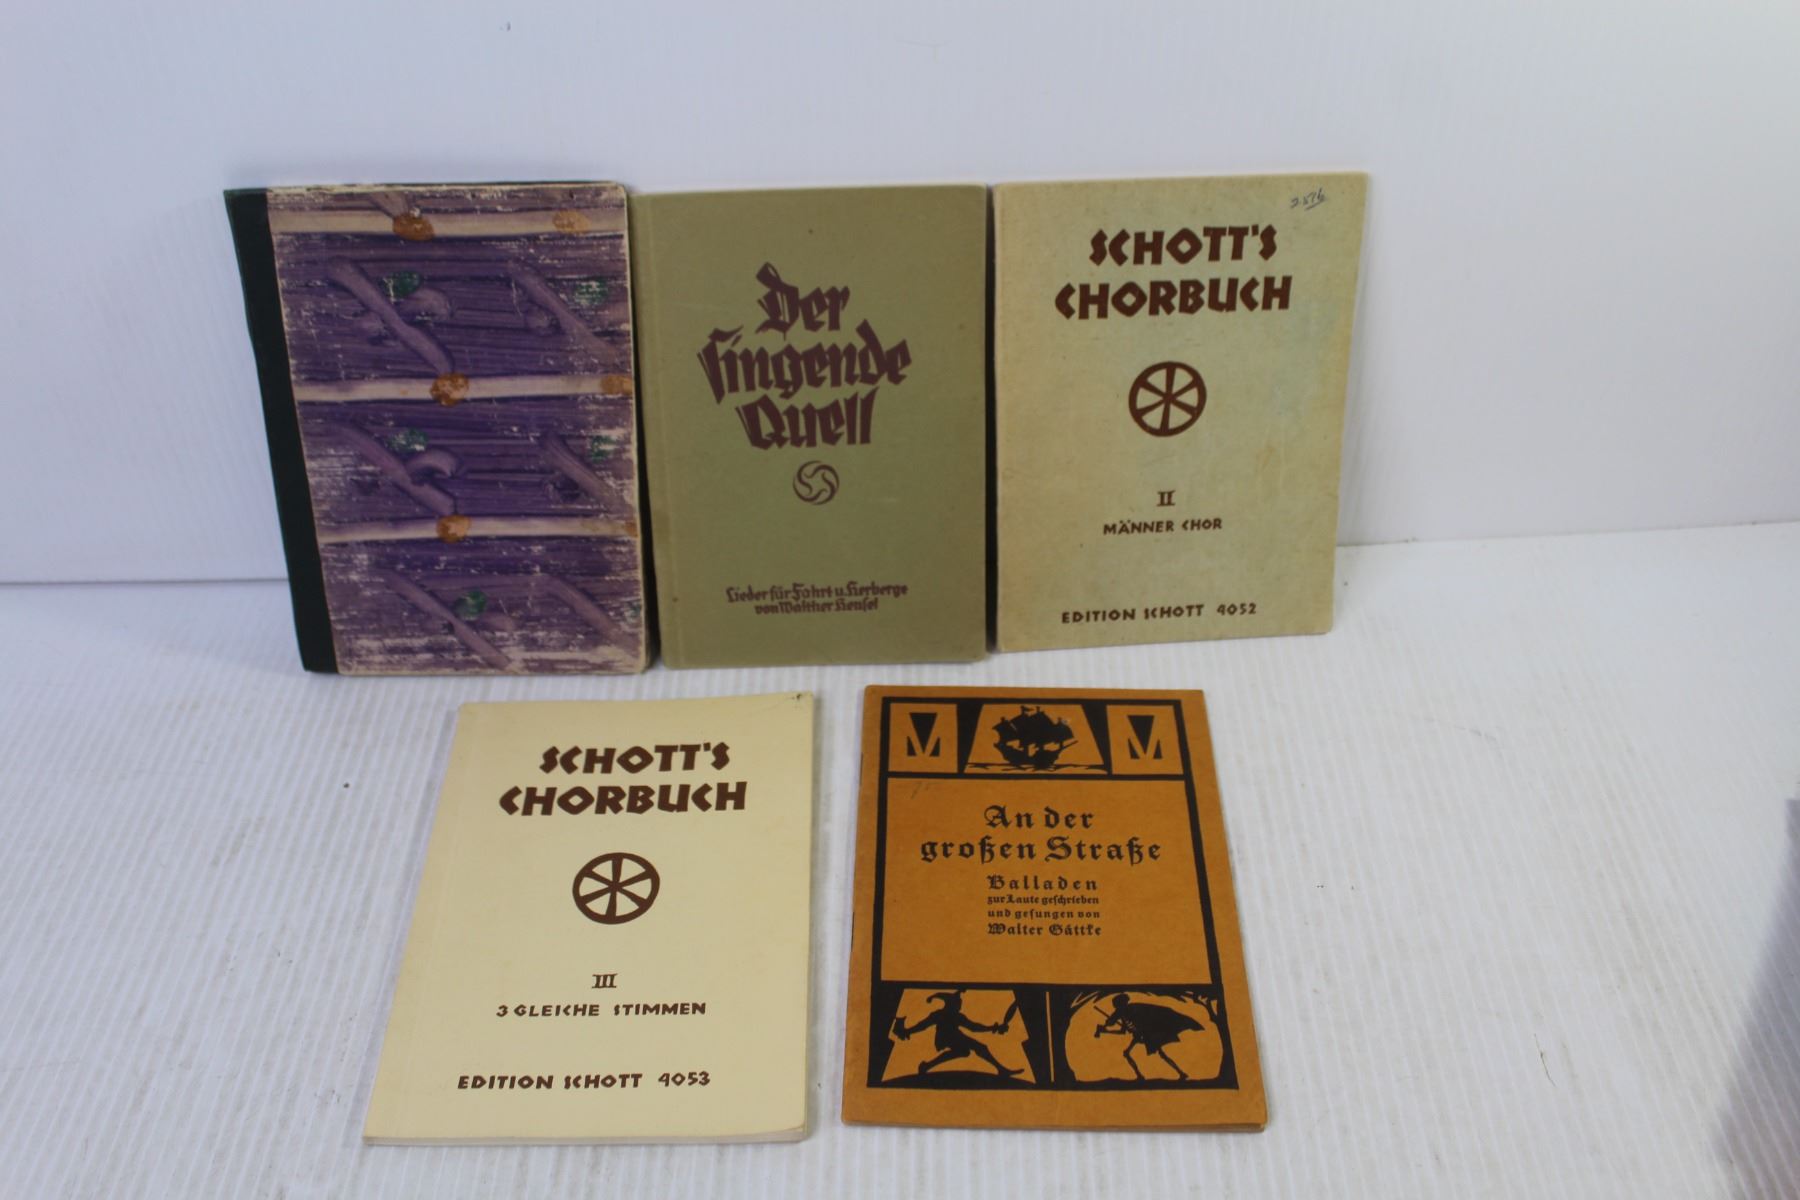 Der
singende
Quell
Lieder für Fahrt u. Herberge
von Walther Hensel
SCHOTT'S
CHORBUCH
II
MÄNNER CHOR
EDITION SCHOTT 4052
SCHOTT'S
CHORBUCH
III
3 GLEICHE STIMMEN
EDITION SCHOTT 4053
An der
großen Straße
Balladen
zur Laute geschrieben
und gesungen von
Walter Gättke